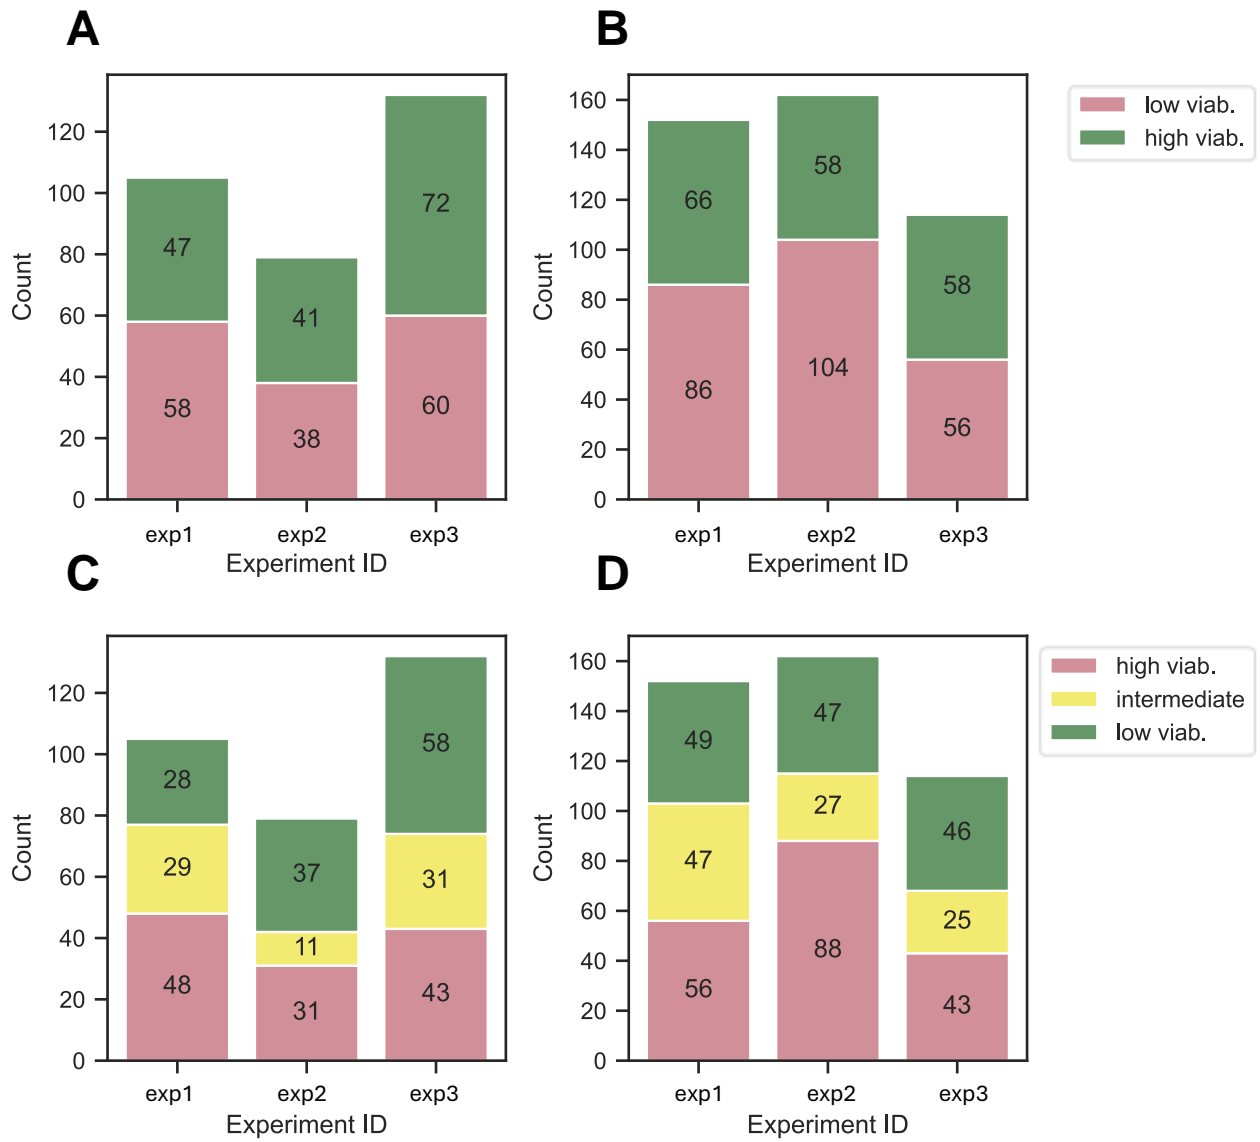 A
120
100
80
60
40
20
0
Count
47
58
41
38
72
60
exp1 exp2 exp3
Experiment ID
B
160
140
120
100
80
60
40
20
0
Count
66
86
58
104
58
56
exp1 exp2 exp3
Experiment ID
low viab.
high viab.
C
120
100
80
60
40
20
0
Count
28
29
48
37
11
31
58
31
43
exp1 exp2 exp3
Experiment ID
D
160
140
120
100
80
60
40
20
0
Count
49
47
56
47
27
88
46
25
43
exp1 exp2 exp3
Experiment ID
high viab.
intermediate
low viab.